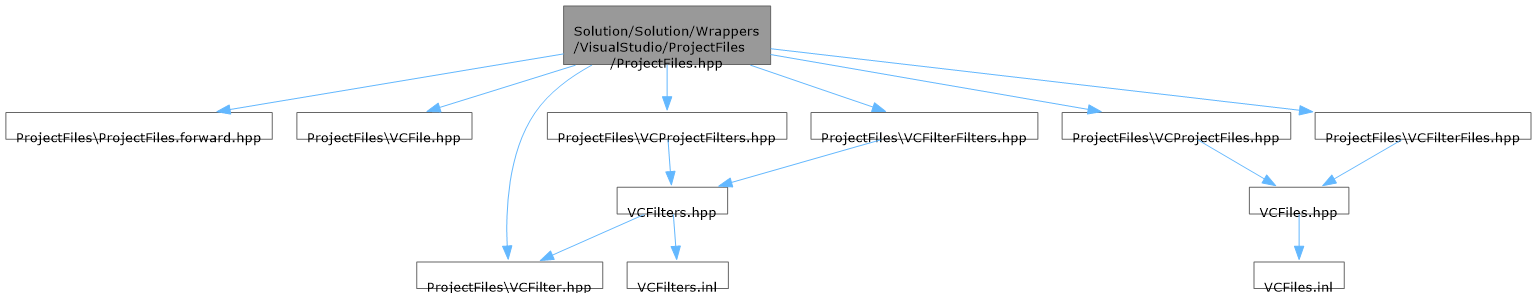 Solution/Solution/Wrappers
/VisualStudio/ProjectFiles
/ProjectFiles.hpp
ProjectFiles\ProjectFiles.forward.hpp
ProjectFiles\VCFile.hpp
ProjectFiles\VCProjectFilters.hpp
ProjectFiles\VCFilterFilters.hpp
ProjectFiles\VCProjectFiles.hpp
ProjectFiles\VCFilterFiles.hpp
VCFilters.hpp
VCFiles.hpp
ProjectFiles\VCFilter.hpp
VCFilters.inl
VCFiles.inl